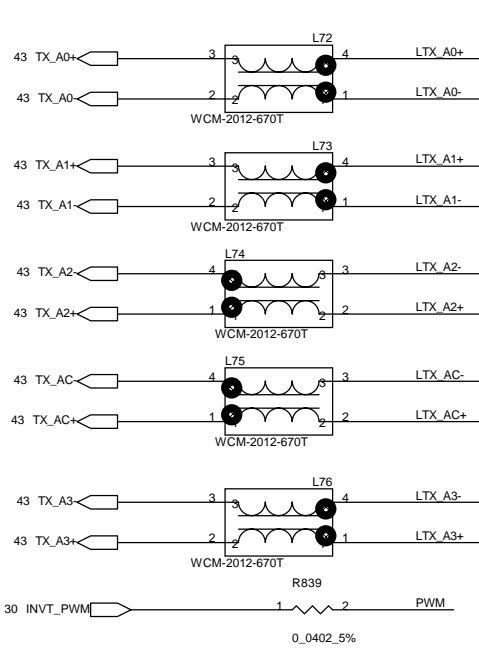 L72
43 TX_A0+ 3 3 4 LTX_A0+
43 TX_A0- 2 2 1 LTX_A0-
WCM-2012-670T
L73
43 TX_A1+ 3 3 4 LTX_A1+
43 TX_A1- 2 2 1 LTX_A1-
WCM-2012-670T
L74
43 TX_A2- 4 3 3 LTX_A2-
43 TX_A2+ 1 2 2 LTX_A2+
WCM-2012-670T
L75
43 TX_AC- 4 3 3 LTX_AC-
43 TX_AC+ 1 2 2 LTX_AC+
WCM-2012-670T
L76
43 TX_A3- 3 3 4 LTX_A3-
43 TX_A3+ 2 2 1 LTX_A3+
WCM-2012-670T
R839
30 INVT_PWM 1 2 PWM
0_0402_5%